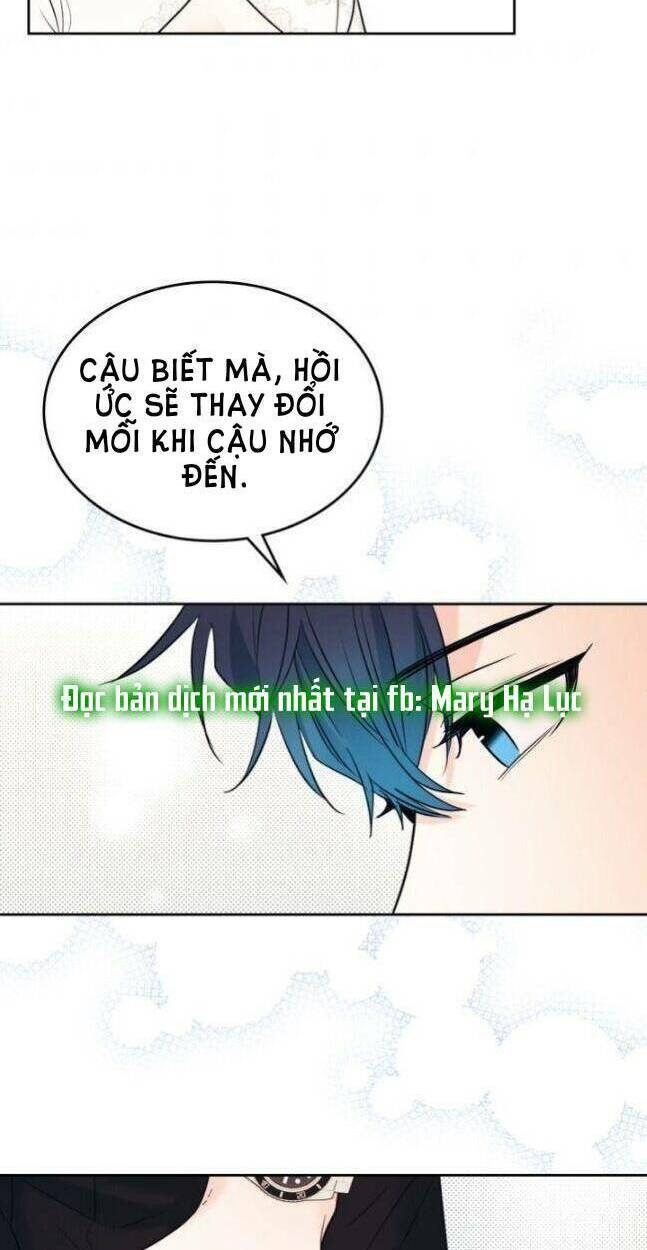 CẬU BIẾT MÀ, HỒI
ỨC SẼ THAY ĐỔI
MỖI KHI CẬU NHỚ
ĐẾN.
Đọc bản dịch mới nhất tại fb: Mary Hạ Lục